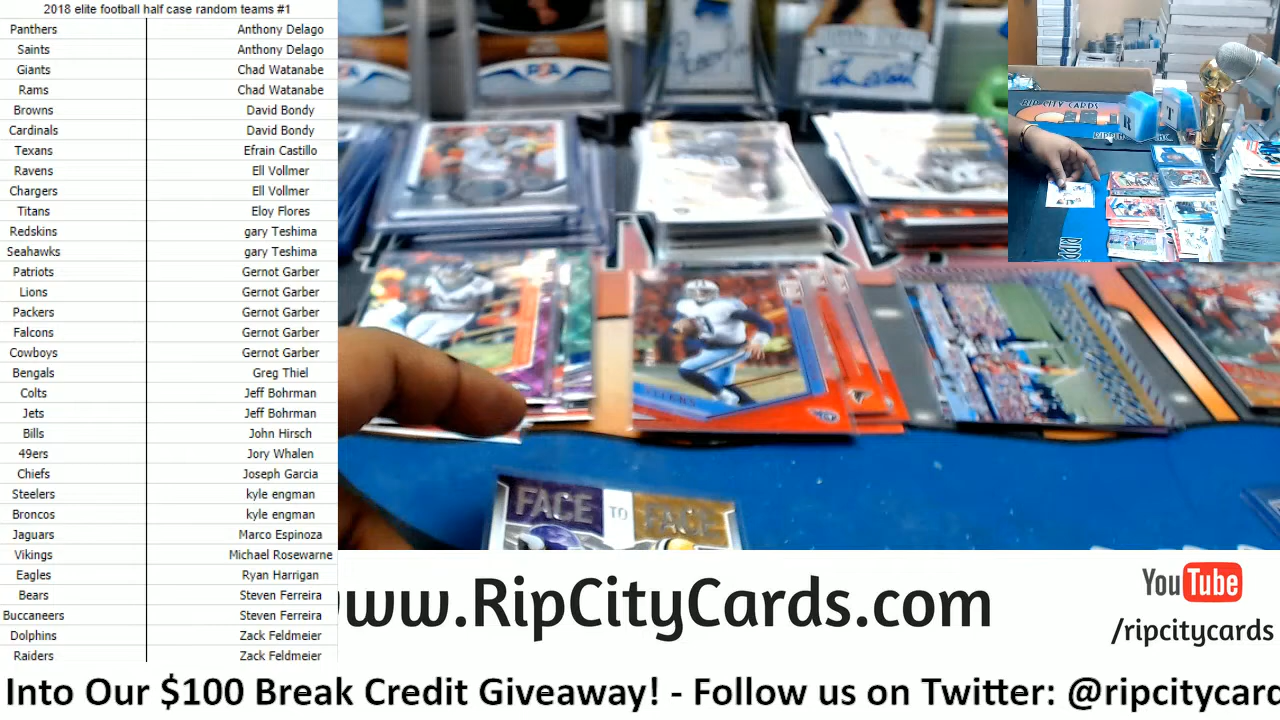 2018 elite football half case random teams #1
Panthers Anthony Delago
Saints Anthony Delago
Giants Chad Watanabe
Rams Chad Watanabe
Browns David Bondy
Cardinals David Bondy
Texans Efrain Castillo
Ravens Ell Vollmer
Chargers Ell Vollmer
Titans Eloy Flores
Redskins gary Teshima
Seahawks gary Teshima
Patriots Gernot Garber
Lions Gernot Garber
Packers Gernot Garber
Falcons Gernot Garber
Cowboys Gernot Garber
Bengals Greg Thiel
Colts Jeff Bohrman
Jets Jeff Bohrman
Bills John Hirsch
49ers Jory Whalen
Chiefs Joseph Garcia
Steelers kyle engman
Broncos kyle engman
Jaguars Marco Espinoza
Vikings Michael Rosewarne
Eagles Ryan Harrigan
Bears Steven Ferreira
Buccaneers Steven Ferreira
Dolphins Zack Feldmeier
Raiders Zack Feldmeier
RIP CITY CARDS
R T
FACE TO FACE
www.RipCityCards.com
YouTube
/ripcitycards
Into Our $100 Break Credit Giveaway! - Follow us on Twitter: @ripcitycard